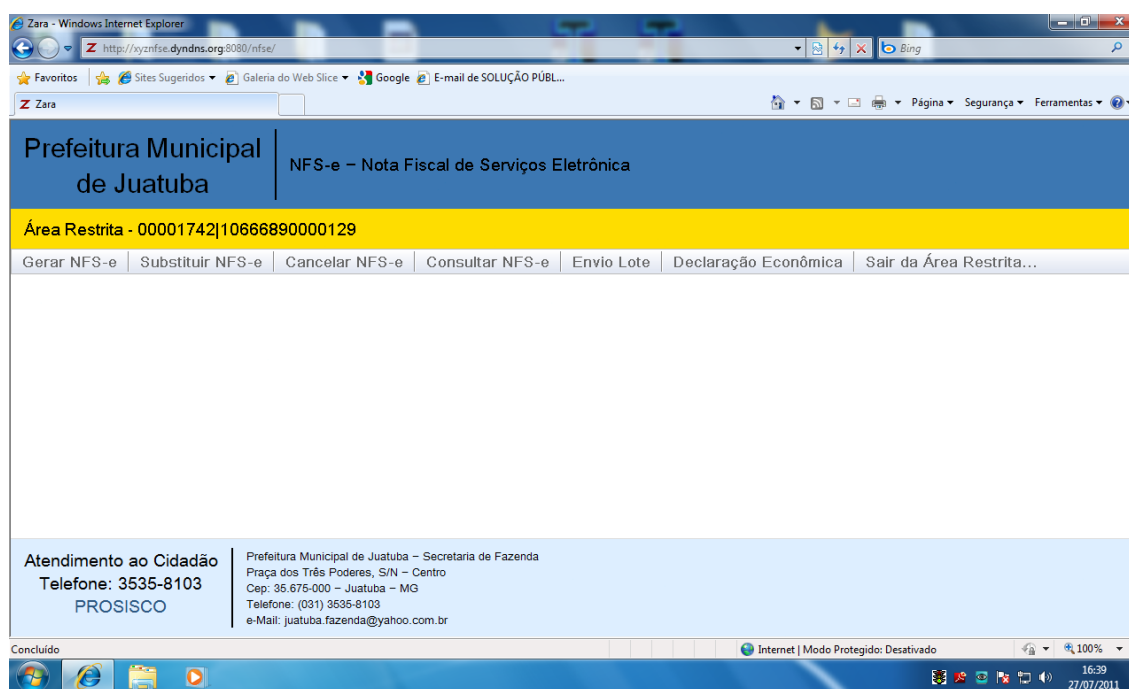 Zara - Windows Internet Explorer
Z http://xyznfse.dyndns.org:8080/nfse/
Bing
Favoritos Sites Sugeridos Galeria do Web Slice Google E-mail de SOLUÇÃO PÚBL...
Z Zara
Página Segurança Ferramentas
Prefeitura Municipal
de Juatuba
NFS-e – Nota Fiscal de Serviços Eletrônica
Área Restrita - 00001742|10666890000129
Gerar NFS-e Substituir NFS-e Cancelar NFS-e Consultar NFS-e Envio Lote Declaração Econômica Sair da Área Restrita...
Atendimento ao Cidadão
Telefone: 3535-8103
PROSISCO
Prefeitura Municipal de Juatuba – Secretaria de Fazenda
Praça dos Três Poderes, S/N – Centro
Cep: 35.675-000 – Juatuba – MG
Telefone: (031) 3535-8103
e-Mail: juatuba.fazenda@yahoo.com.br
Concluído
Internet | Modo Protegido: Desativado
100%
16:39
27/07/2011